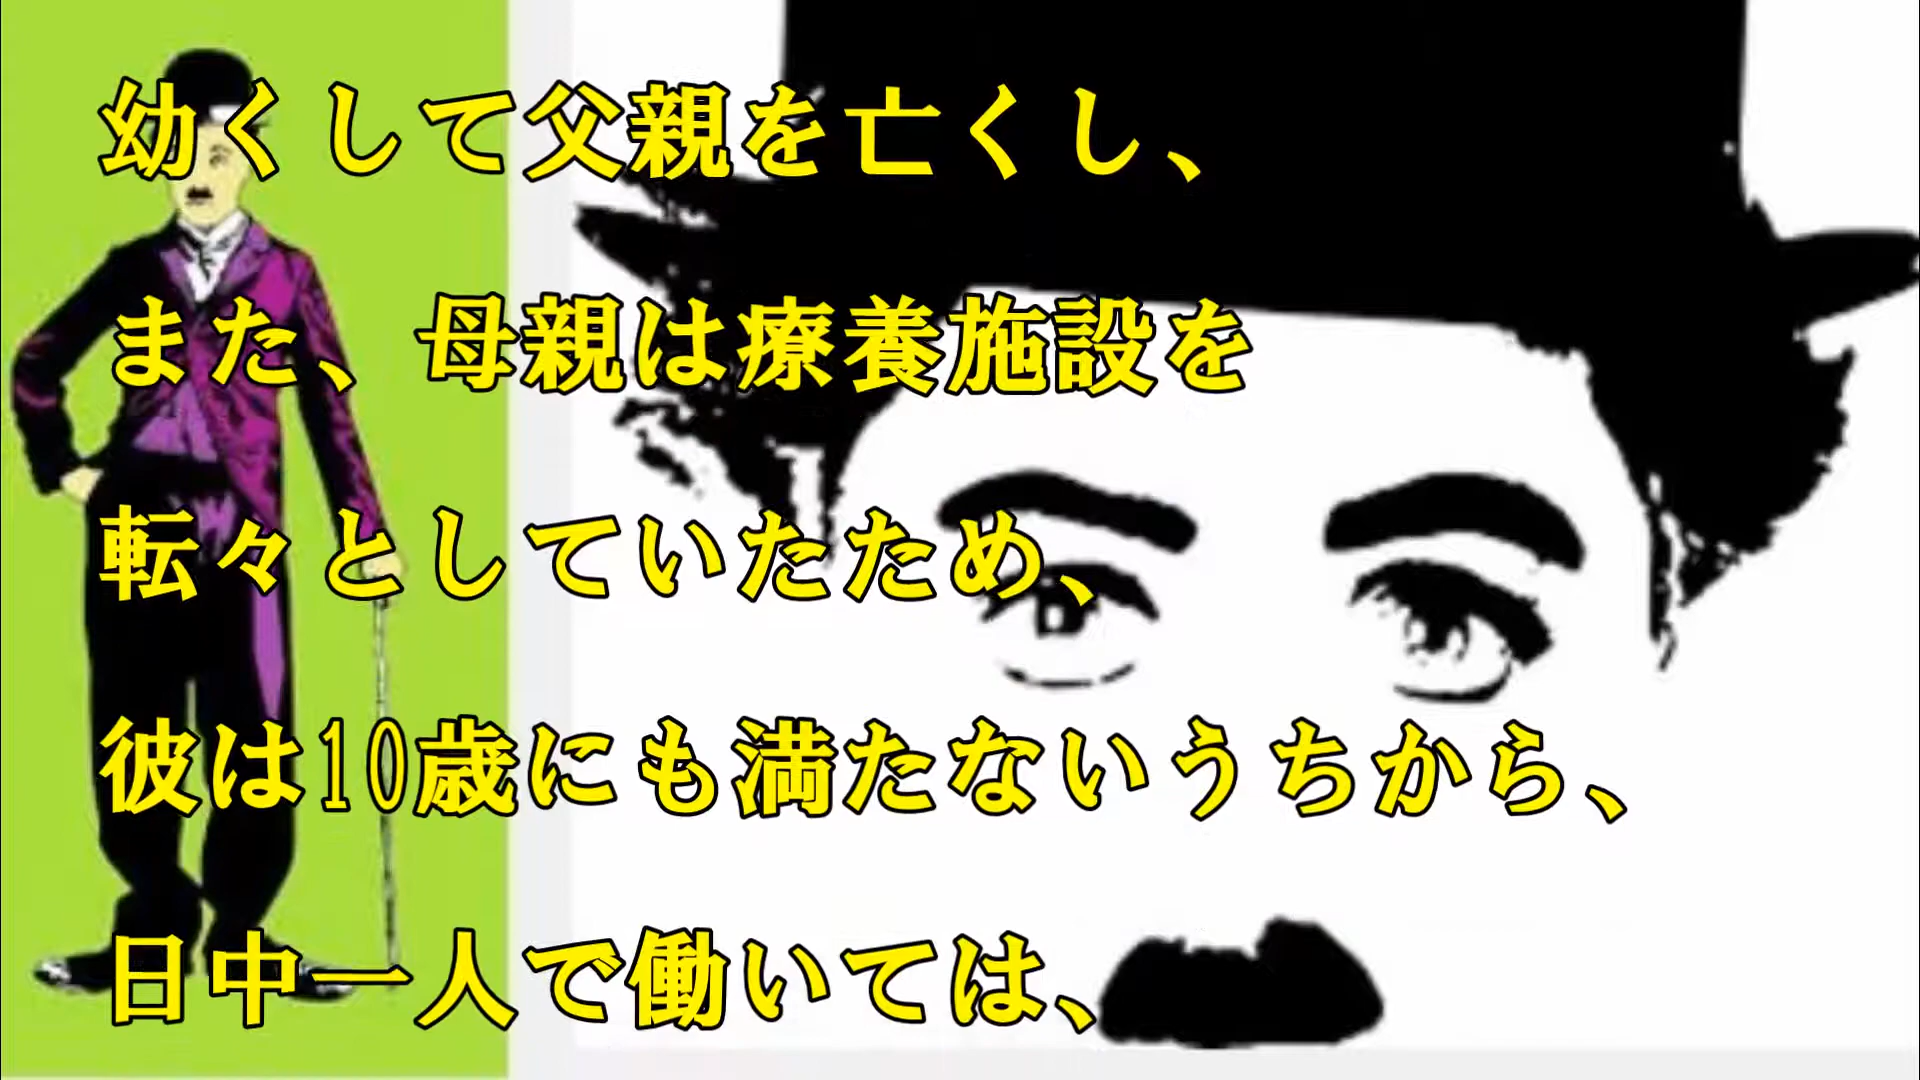 幼くして父親を亡くし、
また、母親は療養施設を
転々としていたため、
彼は10歳にも満たないうちから、
日中一人で働いては、